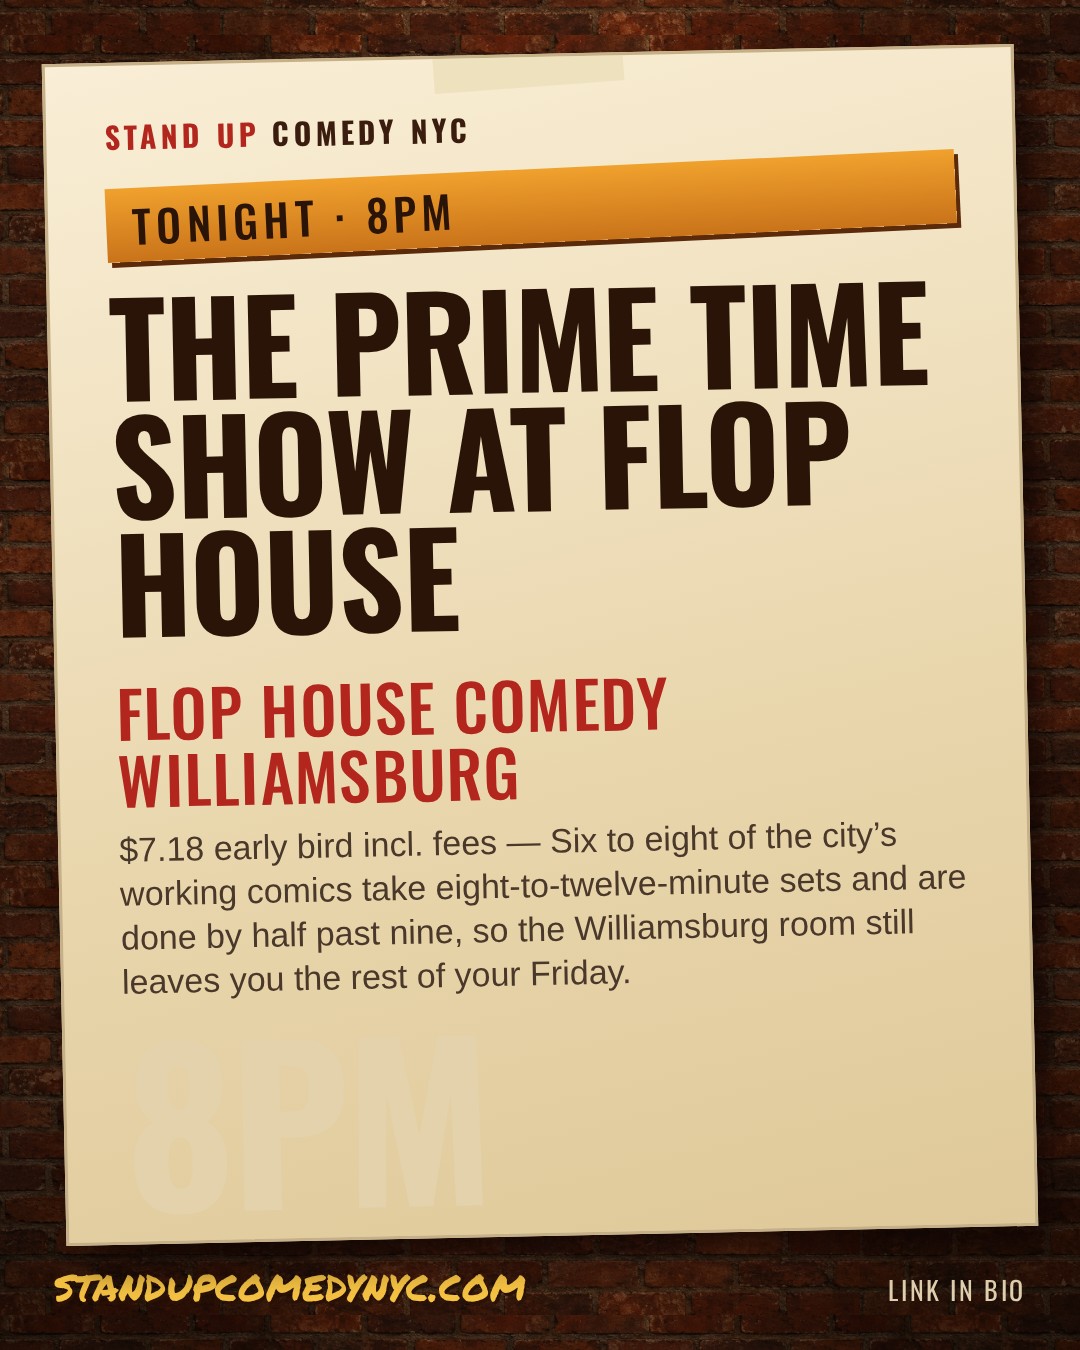 STAND UP COMEDY NYC
TONIGHT · 8PM
THE PRIME TIME
SHOW AT FLOP
HOUSE
FLOP HOUSE COMEDY
WILLIAMSBURG
$7.18 early bird incl. fees — Six to eight of the city’s
working comics take eight-to-twelve-minute sets and are
done by half past nine, so the Williamsburg room still
leaves you the rest of your Friday.
8PM
STANDUPCOMEDYNYC.COM
LINK IN BIO